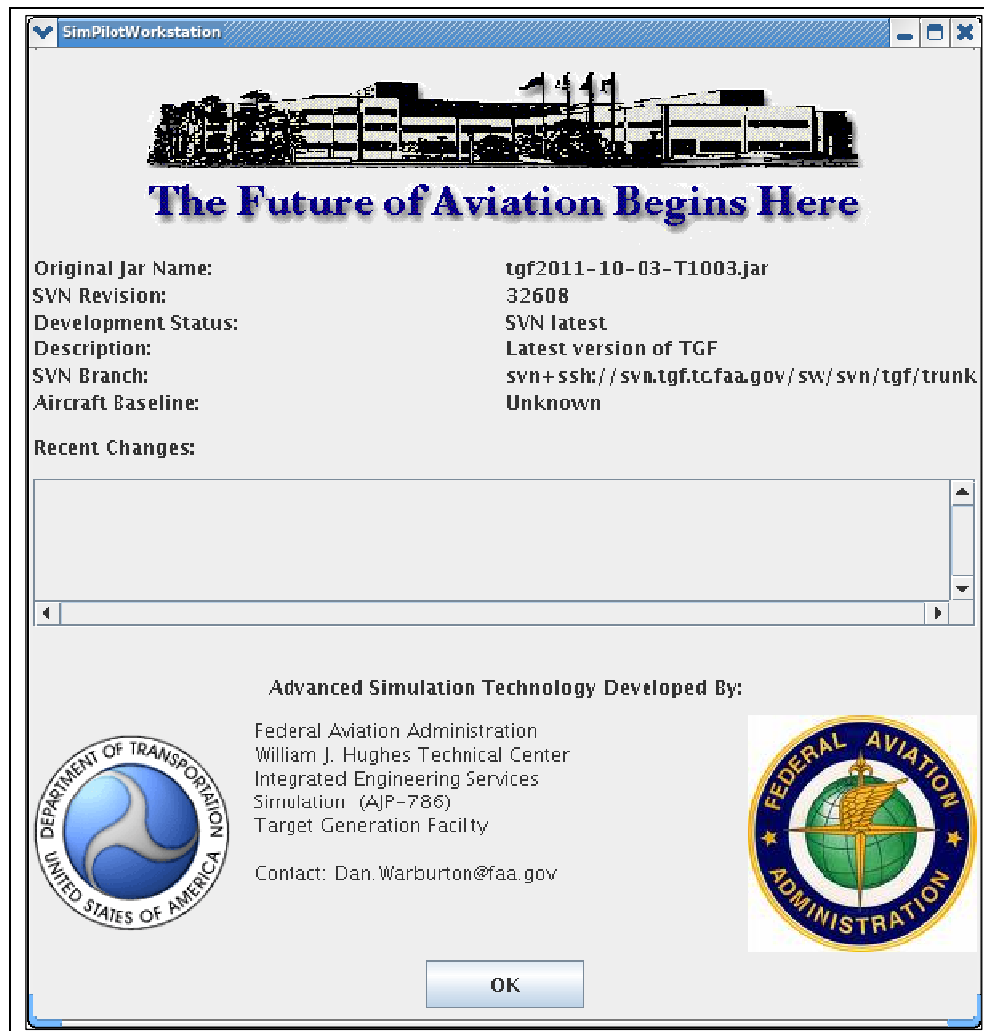 SimPilotWorkstation
The Future of Aviation Begins Here
Original Jar Name: tgf2011-10-03-T1003.jar
SVN Revision: 32608
Development Status: SVN latest
Description: Latest version of TGF
SVN Branch: svn+ssh://svn.tgf.tc.faa.gov/sw/svn/tgf/trunk
Aircraft Baseline: Unknown
Recent Changes:
Advanced Simulation Technology Developed By:
Federal Aviation Administration
William J. Hughes Technical Center
Integrated Engineering Services
Simulation (AJP-786)
Target Generation Facility
Contact: Dan.Warburton@faa.gov
DEPARTMENT OF TRANSPORTATION
UNITED STATES OF AMERICA
FEDERAL AVIATION
ADMINISTRATION
OK